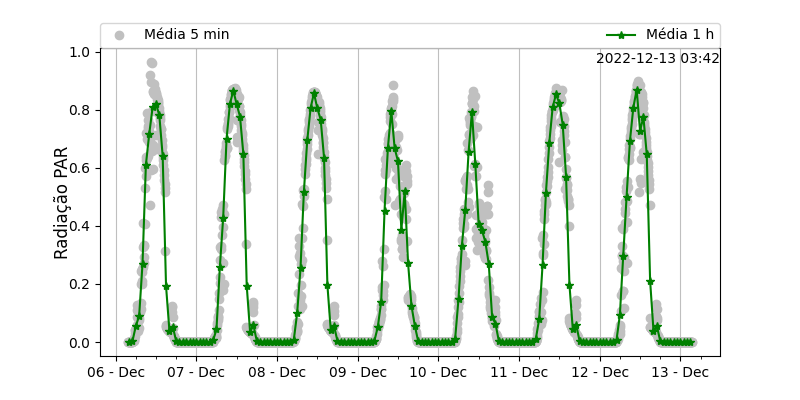 Média 5 min
Média 1 h
2022-12-13 03:42
Radiação PAR
1.0
0.8
0.6
0.4
0.2
0.0
06 - Dec
07 - Dec
08 - Dec
09 - Dec
10 - Dec
11 - Dec
12 - Dec
13 - Dec